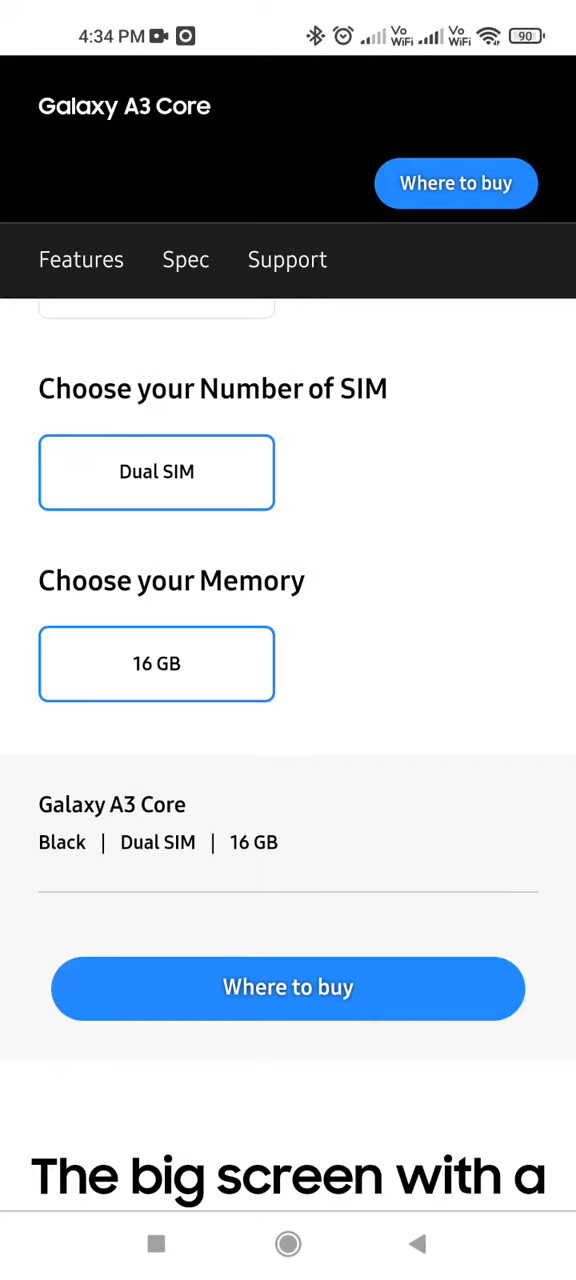 4:34 PM Vo WiFi Vo WiFi 90
Galaxy A3 Core
Where to buy
Features Spec Support
Choose your Number of SIM
Dual SIM
Choose your Memory
16 GB
Galaxy A3 Core
Black | Dual SIM | 16 GB
Where to buy
The big screen with a